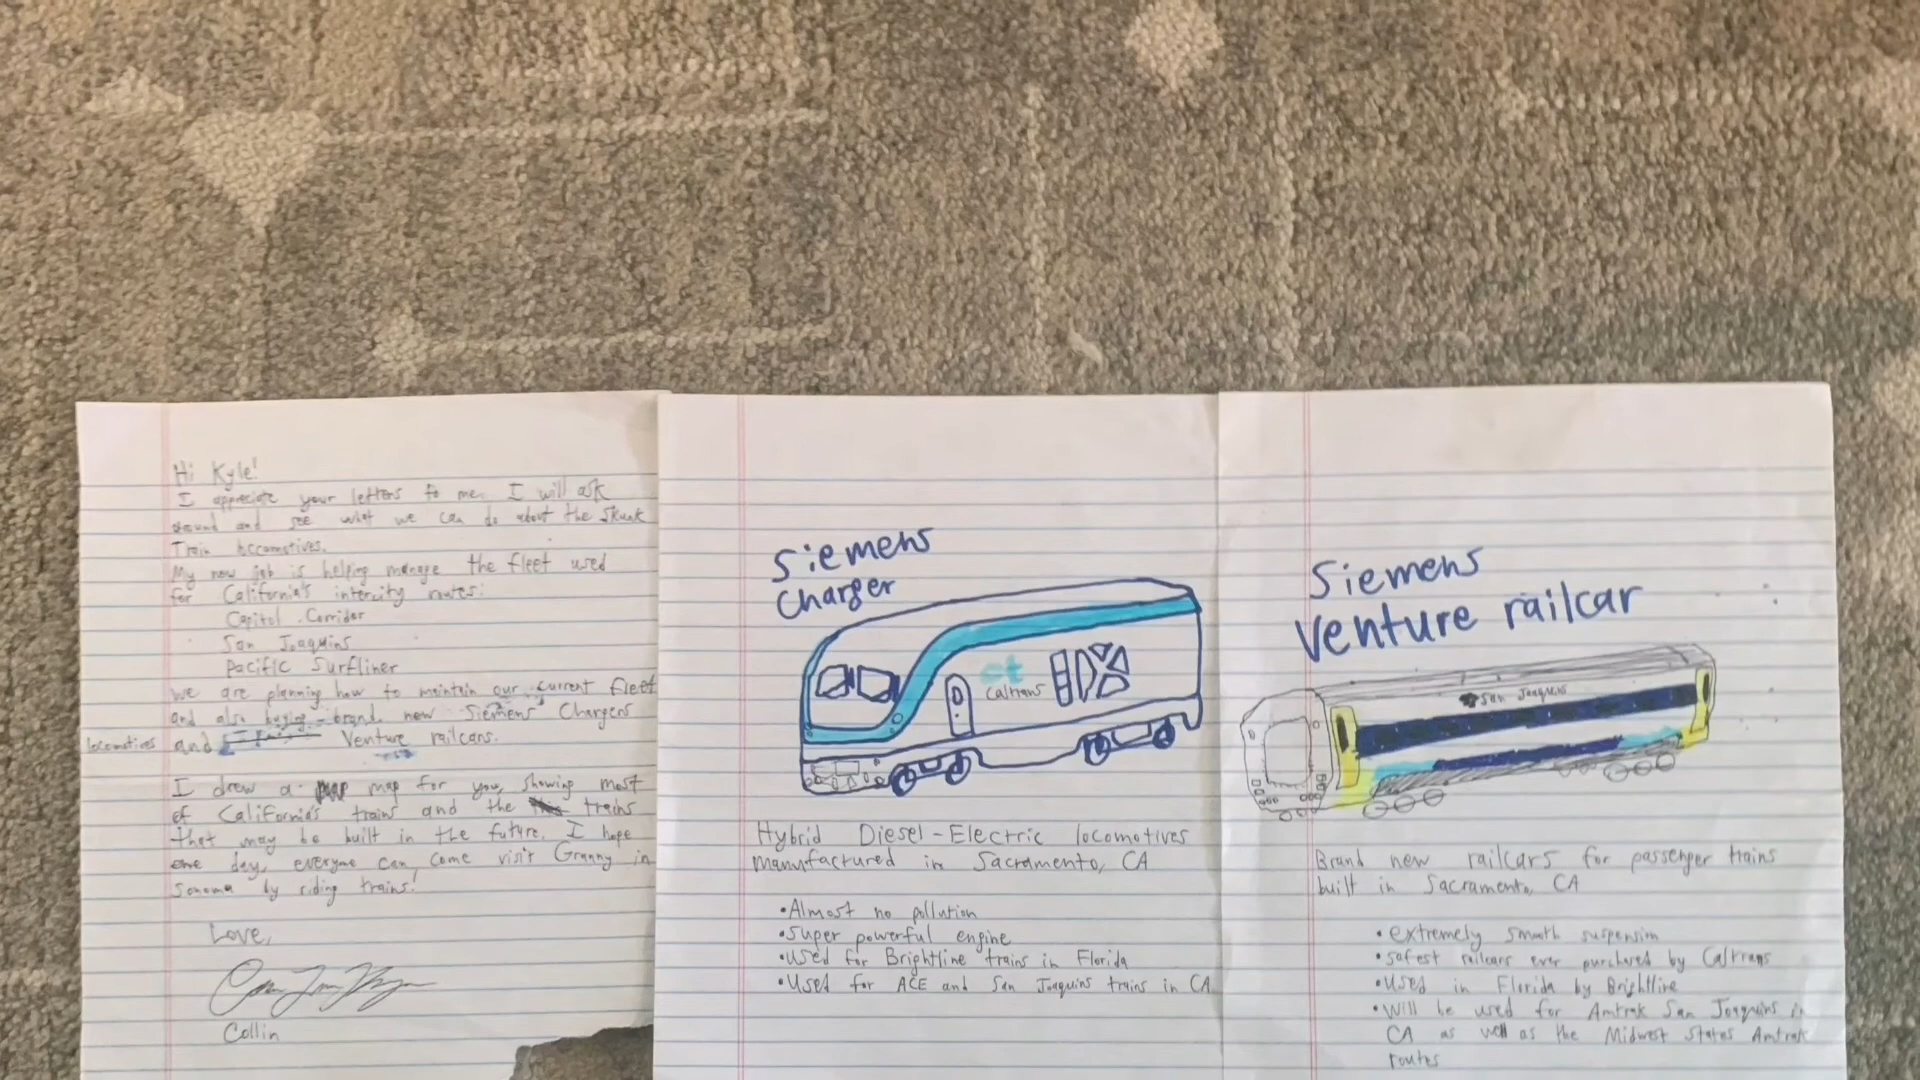 Hi Kyle!
I appreciate your letters to me. I will ask
around and see what we can do about the Skunk
Train locomotives.
My new job is helping manage the fleet used
for California's intercity routes:
Capitol Corridor
San Joaquins
Pacific Surfliner
We are planning how to maintain our current fleet
and also buying brand new Siemens Chargers
locomotives and Venture railcars.
I drew a map for you, showing most
of California's trains and the trains
that may be built in the future. I hope
one day, everyone can come visit Granny in
Sonoma by riding trains!
Love,
Collin
Siemens
Charger
ct
Caltrans
Hybrid Diesel-Electric locomotives
manufactured in Sacramento, CA
•Almost no pollution
•Super powerful engine
•Used for Brightline trains in Florida
•Used for ACE and San Joaquins trains in CA
Siemens
Venture railcar
San Joaquins
Brand new railcars for passenger trains
built in Sacramento, CA
•extremely smooth suspension
•safest railcars ever purchased by Caltrans
•Used in Florida by Brightline
•Will be used for Amtrak San Joaquins in
CA as well as the Midwest States Amtrak
routes